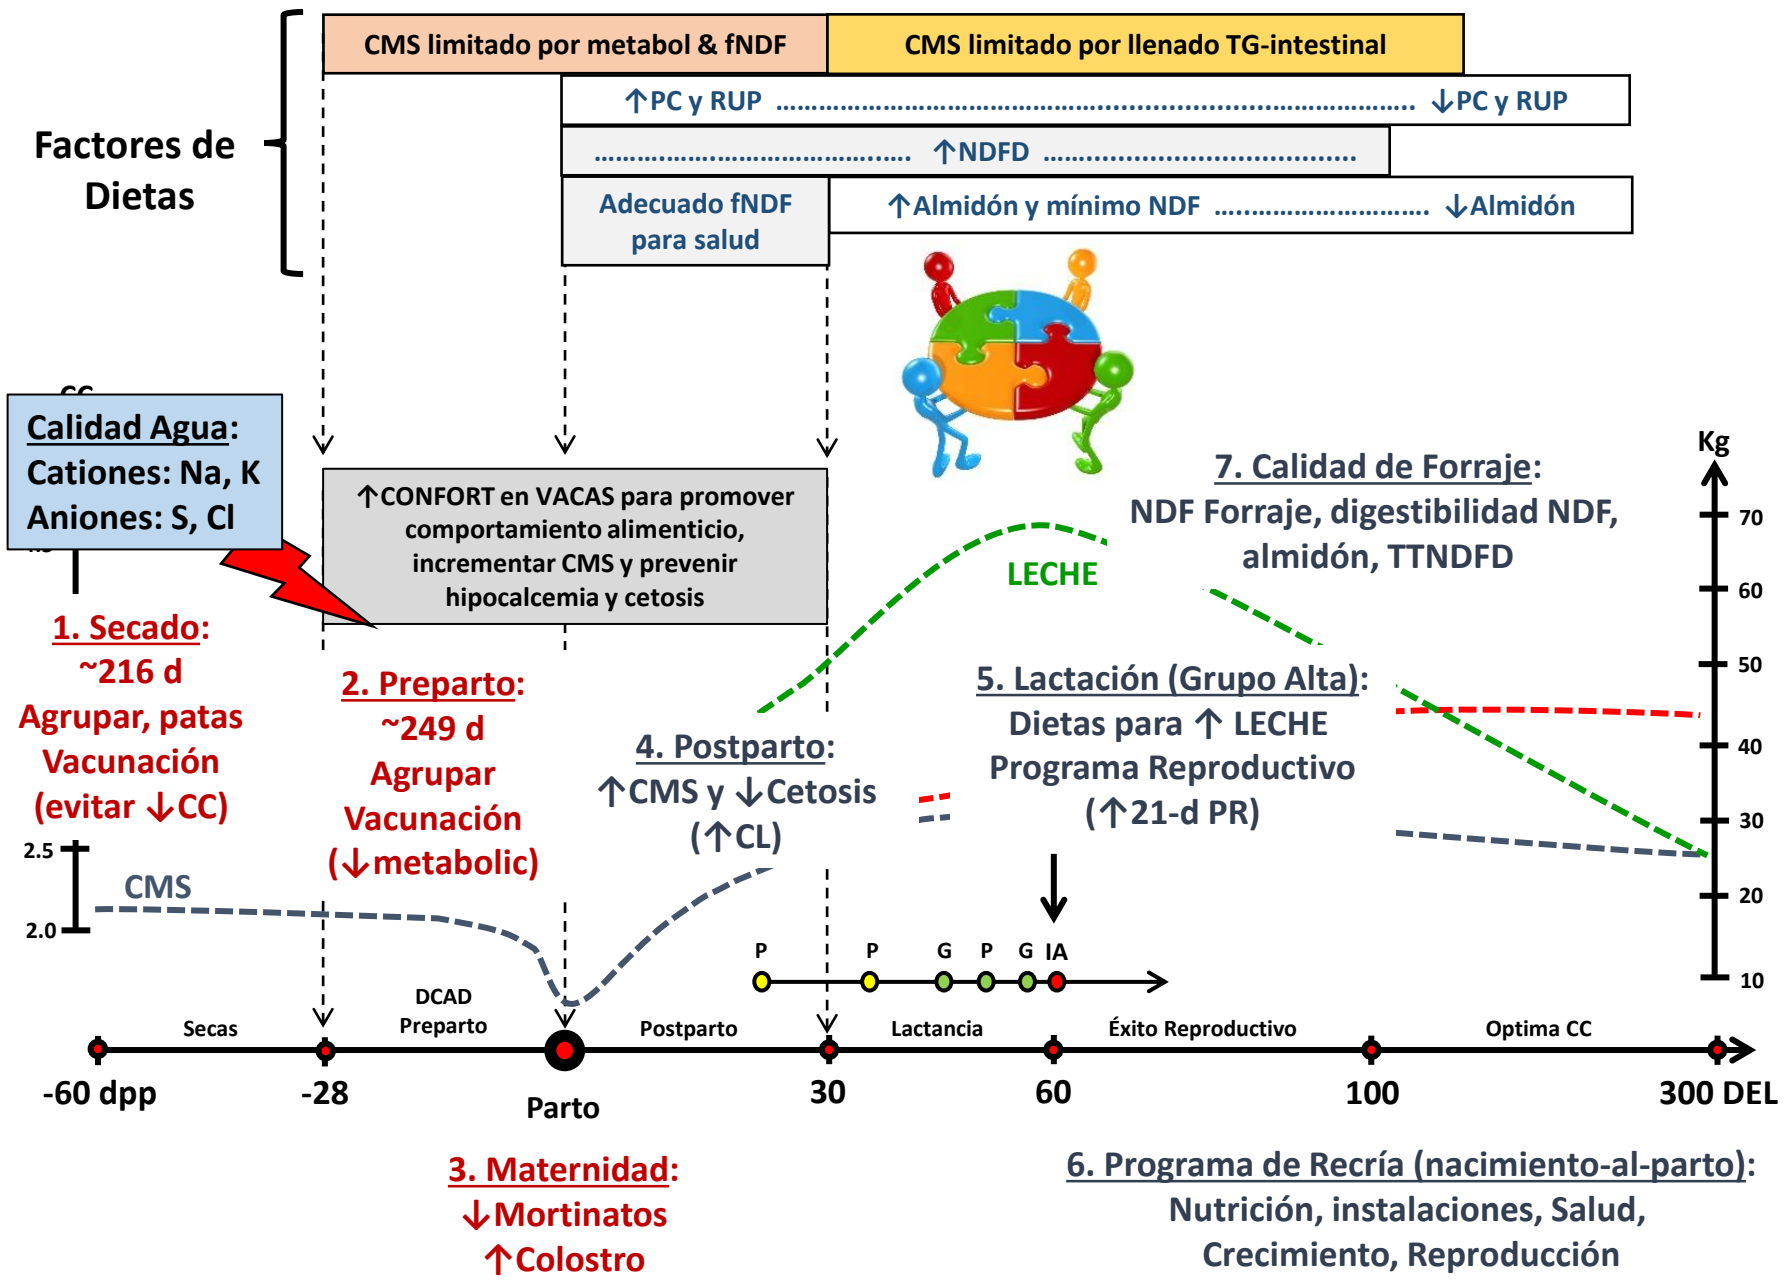 CMS limitado por metabol & fNDF
CMS limitado por llenado TG-intestinal
↑PC y RUP ................................................ ↓PC y RUP
Factores de
Dietas
........................ ↑NDFD ........................
Adecuado fNDF
para salud
↑Almidón y mínimo NDF ........................ ↓Almidón
Calidad Agua:
Cationes: Na, K
Aniones: S, Cl
↑CONFORT en VACAS para promover
comportamiento alimenticio,
incrementar CMS y prevenir
hipocalcemia y cetosis
7. Calidad de Forraje:
NDF Forraje, digestibilidad NDF,
almidón, TTNDFD
Kg
70
60
50
40
30
20
10
LECHE
1. Secado:
~216 d
Agrupar, patas
Vacunación
(evitar ↓CC)
2. Preparto:
~249 d
Agrupar
Vacunación
(↓metabolic)
4. Postparto:
↑CMS y ↓Cetosis
(↑CL)
5. Lactación (Grupo Alta):
Dietas para ↑ LECHE
Programa Reproductivo
(↑21-d PR)
2.5
2.0
CMS
P P G P G IA
Secas
DCAD
Preparto
Postparto
Lactancia
Éxito Reproductivo
Optima CC
-60 dpp
-28
Parto
30
60
100
300 DEL
3. Maternidad:
↓Mortinatos
↑Colostro
6. Programa de Recría (nacimiento-al-parto):
Nutrición, instalaciones, Salud,
Crecimiento, Reproducción